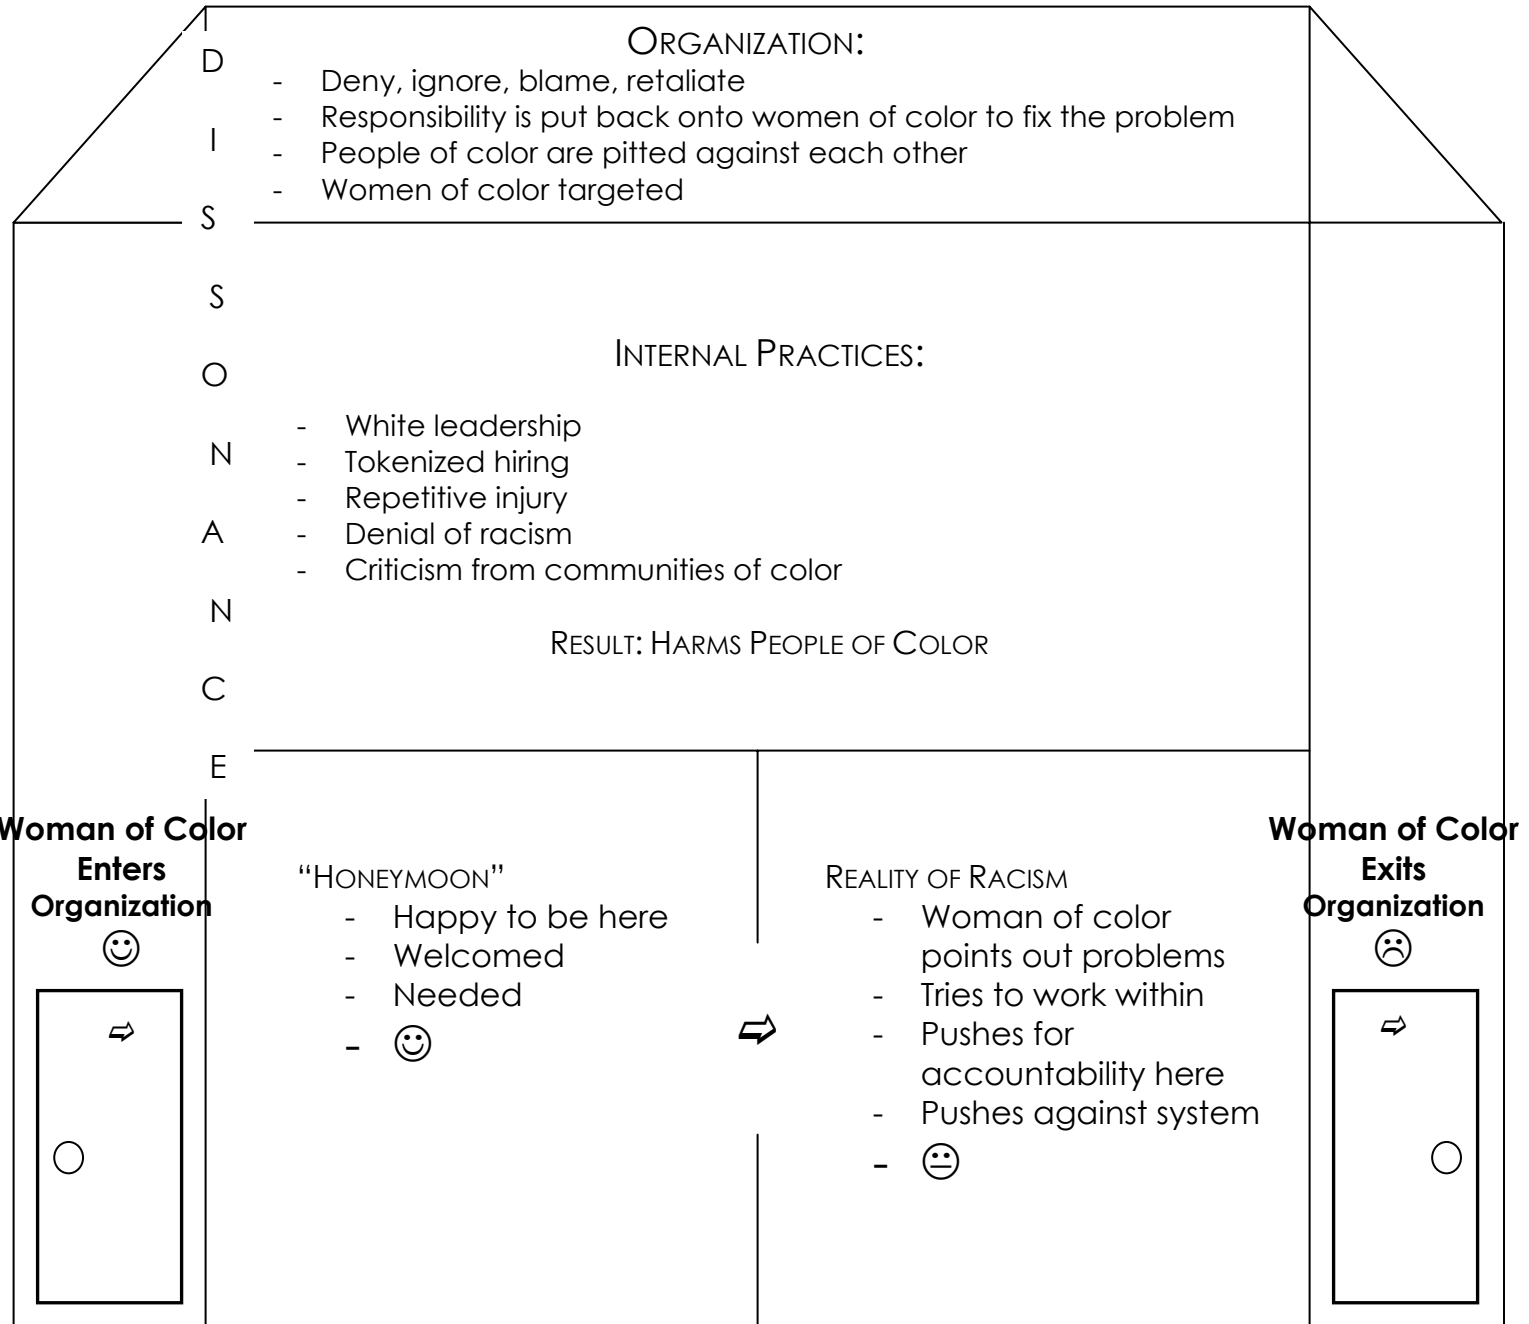 ORGANIZATION:
- Deny, ignore, blame, retaliate
- Responsibility is put back onto women of color to fix the problem
- People of color are pitted against each other
- Women of color targeted
D
I
S
S
O
N
A
N
C
E
INTERNAL PRACTICES:
- White leadership
- Tokenized hiring
- Repetitive injury
- Denial of racism
- Criticism from communities of color
RESULT: HARMS PEOPLE OF COLOR
Woman of Color
Enters
Organization
“HONEYMOON”
- Happy to be here
- Welcomed
- Needed
-
REALITY OF RACISM
- Woman of color
points out problems
- Tries to work within
- Pushes for
accountability here
- Pushes against system
-
Woman of Color
Exits
Organization